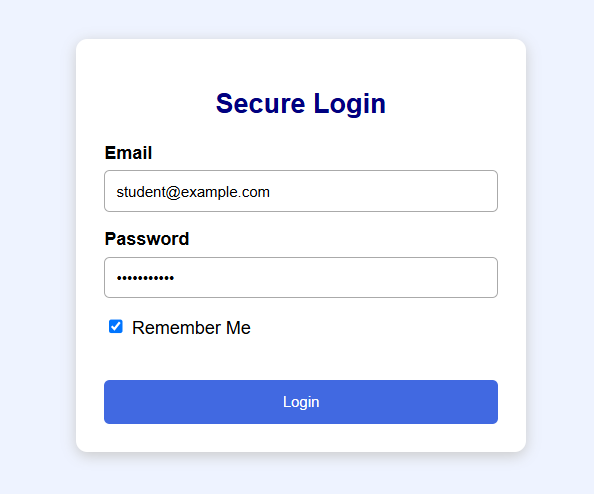 Secure Login
Email
student@example.com
Password
•••••••••••
Remember Me
Login